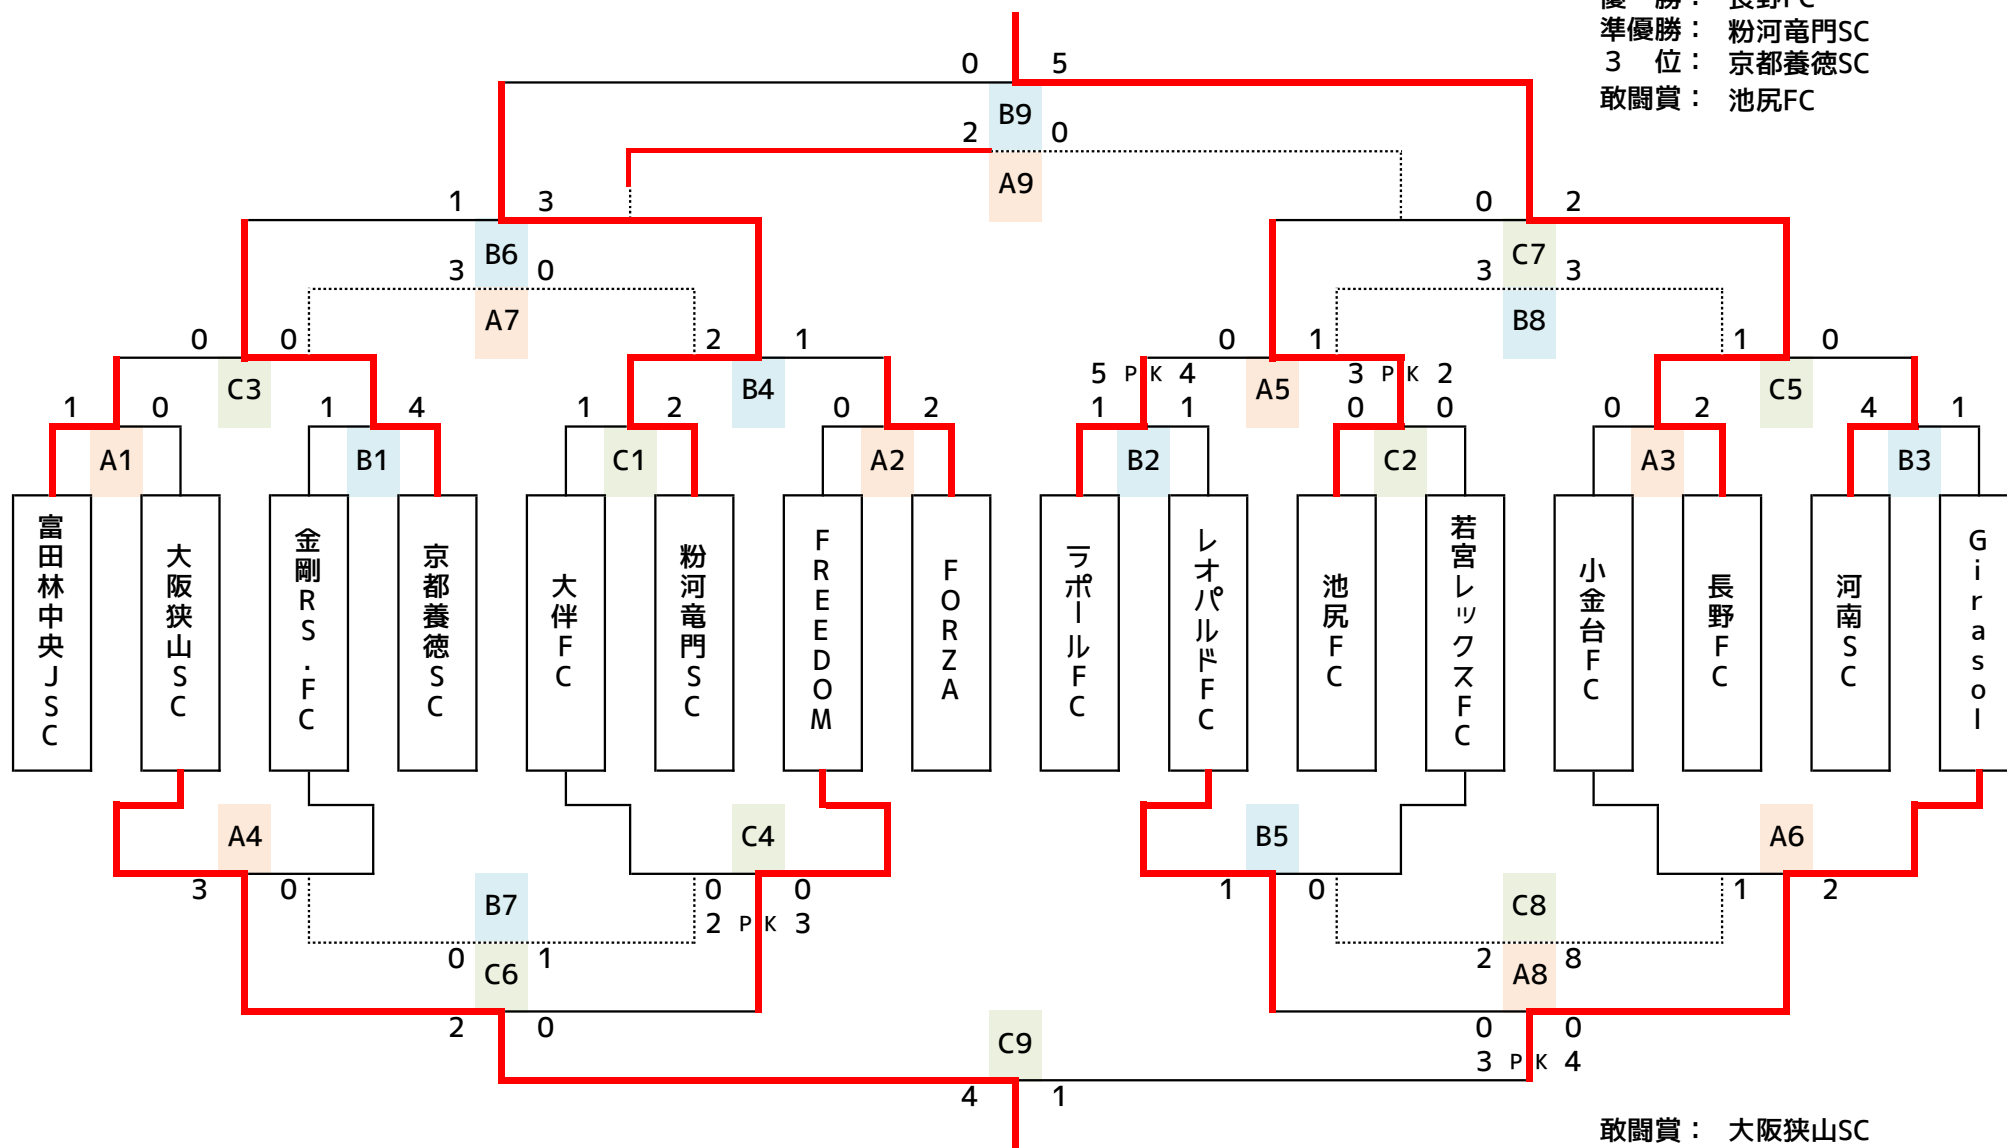 優　勝： 長野FC
準優勝： 粉河竜門SC
３　位： 京都養徳SC
敢闘賞： 池尻FC
0 5
B9
2 0
A9
1 3 0 2
B6 C7
3 0 3 3
A7 B8
0 0 2 1 0 1 1 0
5 PK 4 3 PK 2
C3 B4 A5 C5
1 0 1 4 1 2 0 2 1 1 0 0 0 2 4 1
A1 B1 C1 A2 B2 C2 A3 B3
富田林中央JSC
大阪狭山SC
金剛RS.FC
京都養徳SC
大伴FC
粉河竜門SC
FREEDOM
FORZA
ラポールFC
レオパルドFC
池尻FC
若宮レックスFC
小金台FC
長野FC
河南SC
Girasol
A4 C4 B5 A6
3 0 0 0 1 0 1 2
B7 2 PK 3 C8
0 1 2 8
C6 A8
2 0 0 0
C9 3 PK 4
4 1
敢闘賞： 大阪狭山SC